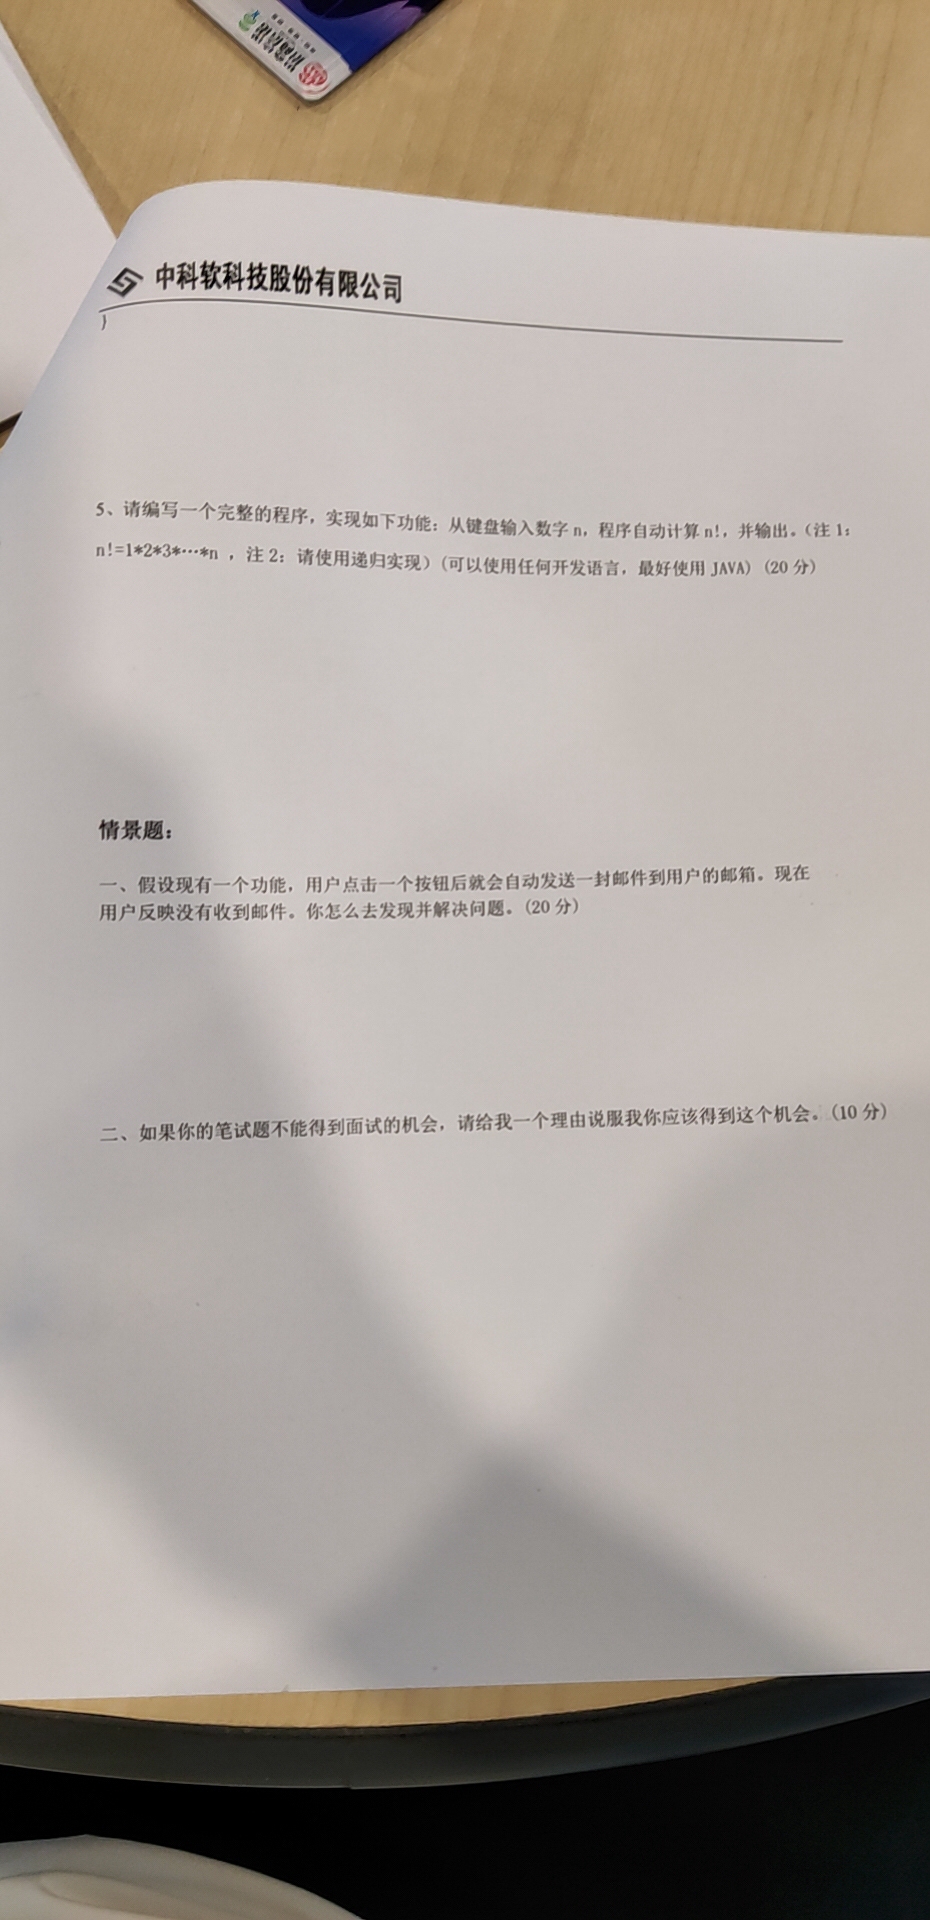 中科软科技股份有限公司
}
5、请编写一个完整的程序，实现如下功能：从键盘输入数字 n，程序自动计算 n!，并输出。（注 1：
n!=1*2*3*…*n ，注 2：请使用递归实现）(可以使用任何开发语言，最好使用 JAVA) (20 分)
情景题：
一、假设现有一个功能，用户点击一个按钮后就会自动发送一封邮件到用户的邮箱。现在
用户反映没有收到邮件。你怎么去发现并解决问题。(20 分)
二、如果你的笔试题不能得到面试的机会，请给我一个理由说服我你应该得到这个机会。(10 分)